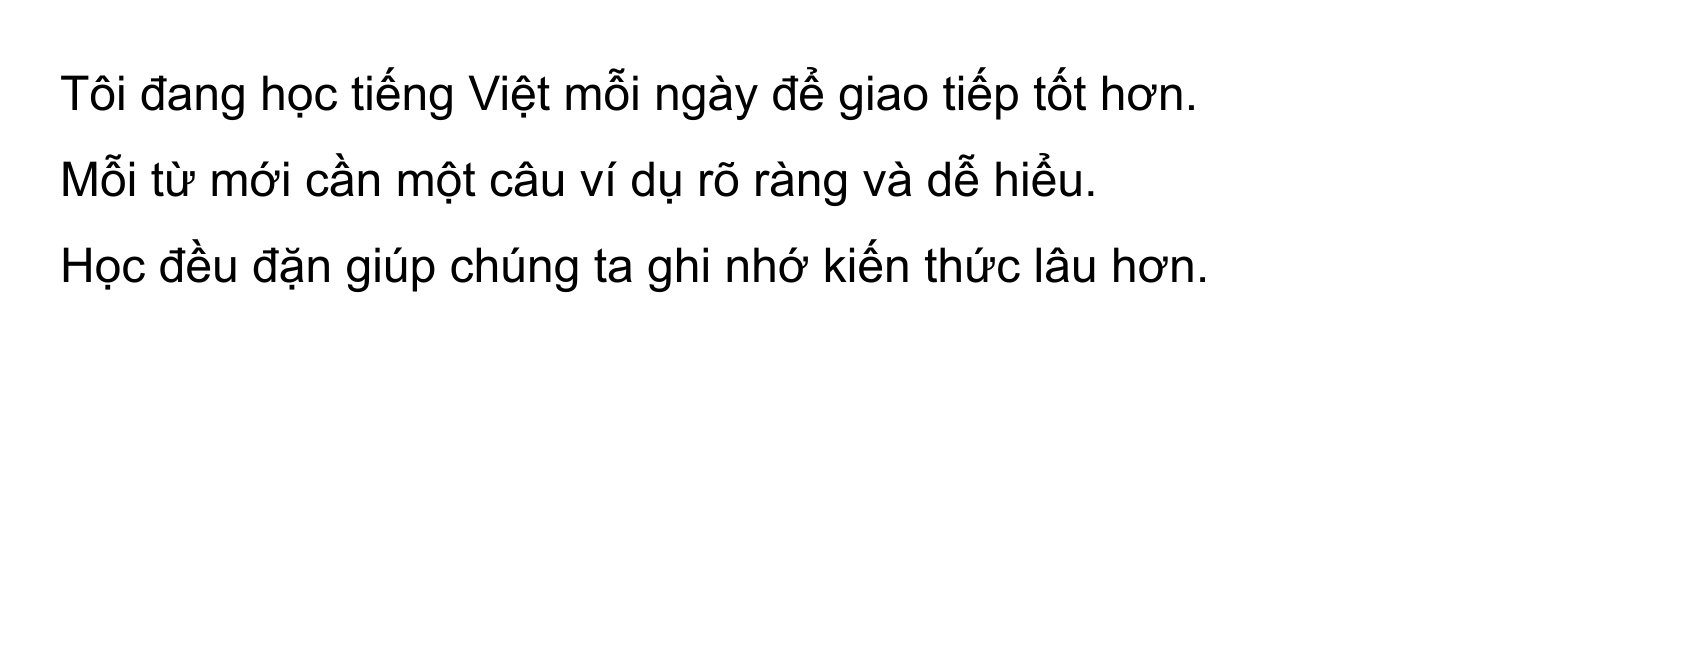 Tôi đang học tiếng Việt mỗi ngày để giao tiếp tốt hơn.
Mỗi từ mới cần một câu ví dụ rõ ràng và dễ hiểu.
Học đều đặn giúp chúng ta ghi nhớ kiến thức lâu hơn.